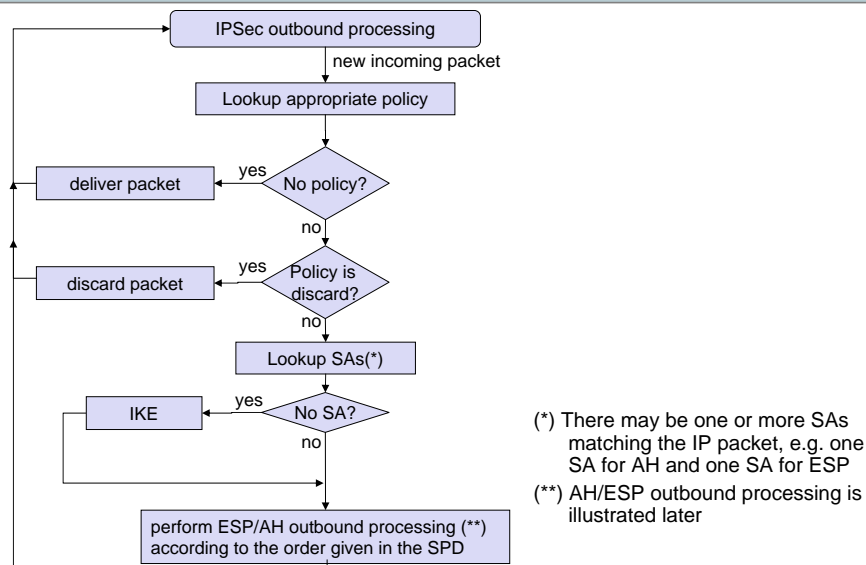 IPSec outbound processing
new incoming packet
Lookup appropriate policy
No policy?
yes
deliver packet
no
Policy is
discard?
yes
discard packet
no
Lookup SAs(*)
No SA?
yes
IKE
no
perform ESP/AH outbound processing (**)
according to the order given in the SPD
(*) There may be one or more SAs
matching the IP packet, e.g. one
SA for AH and one SA for ESP
(**) AH/ESP outbound processing is
illustrated later